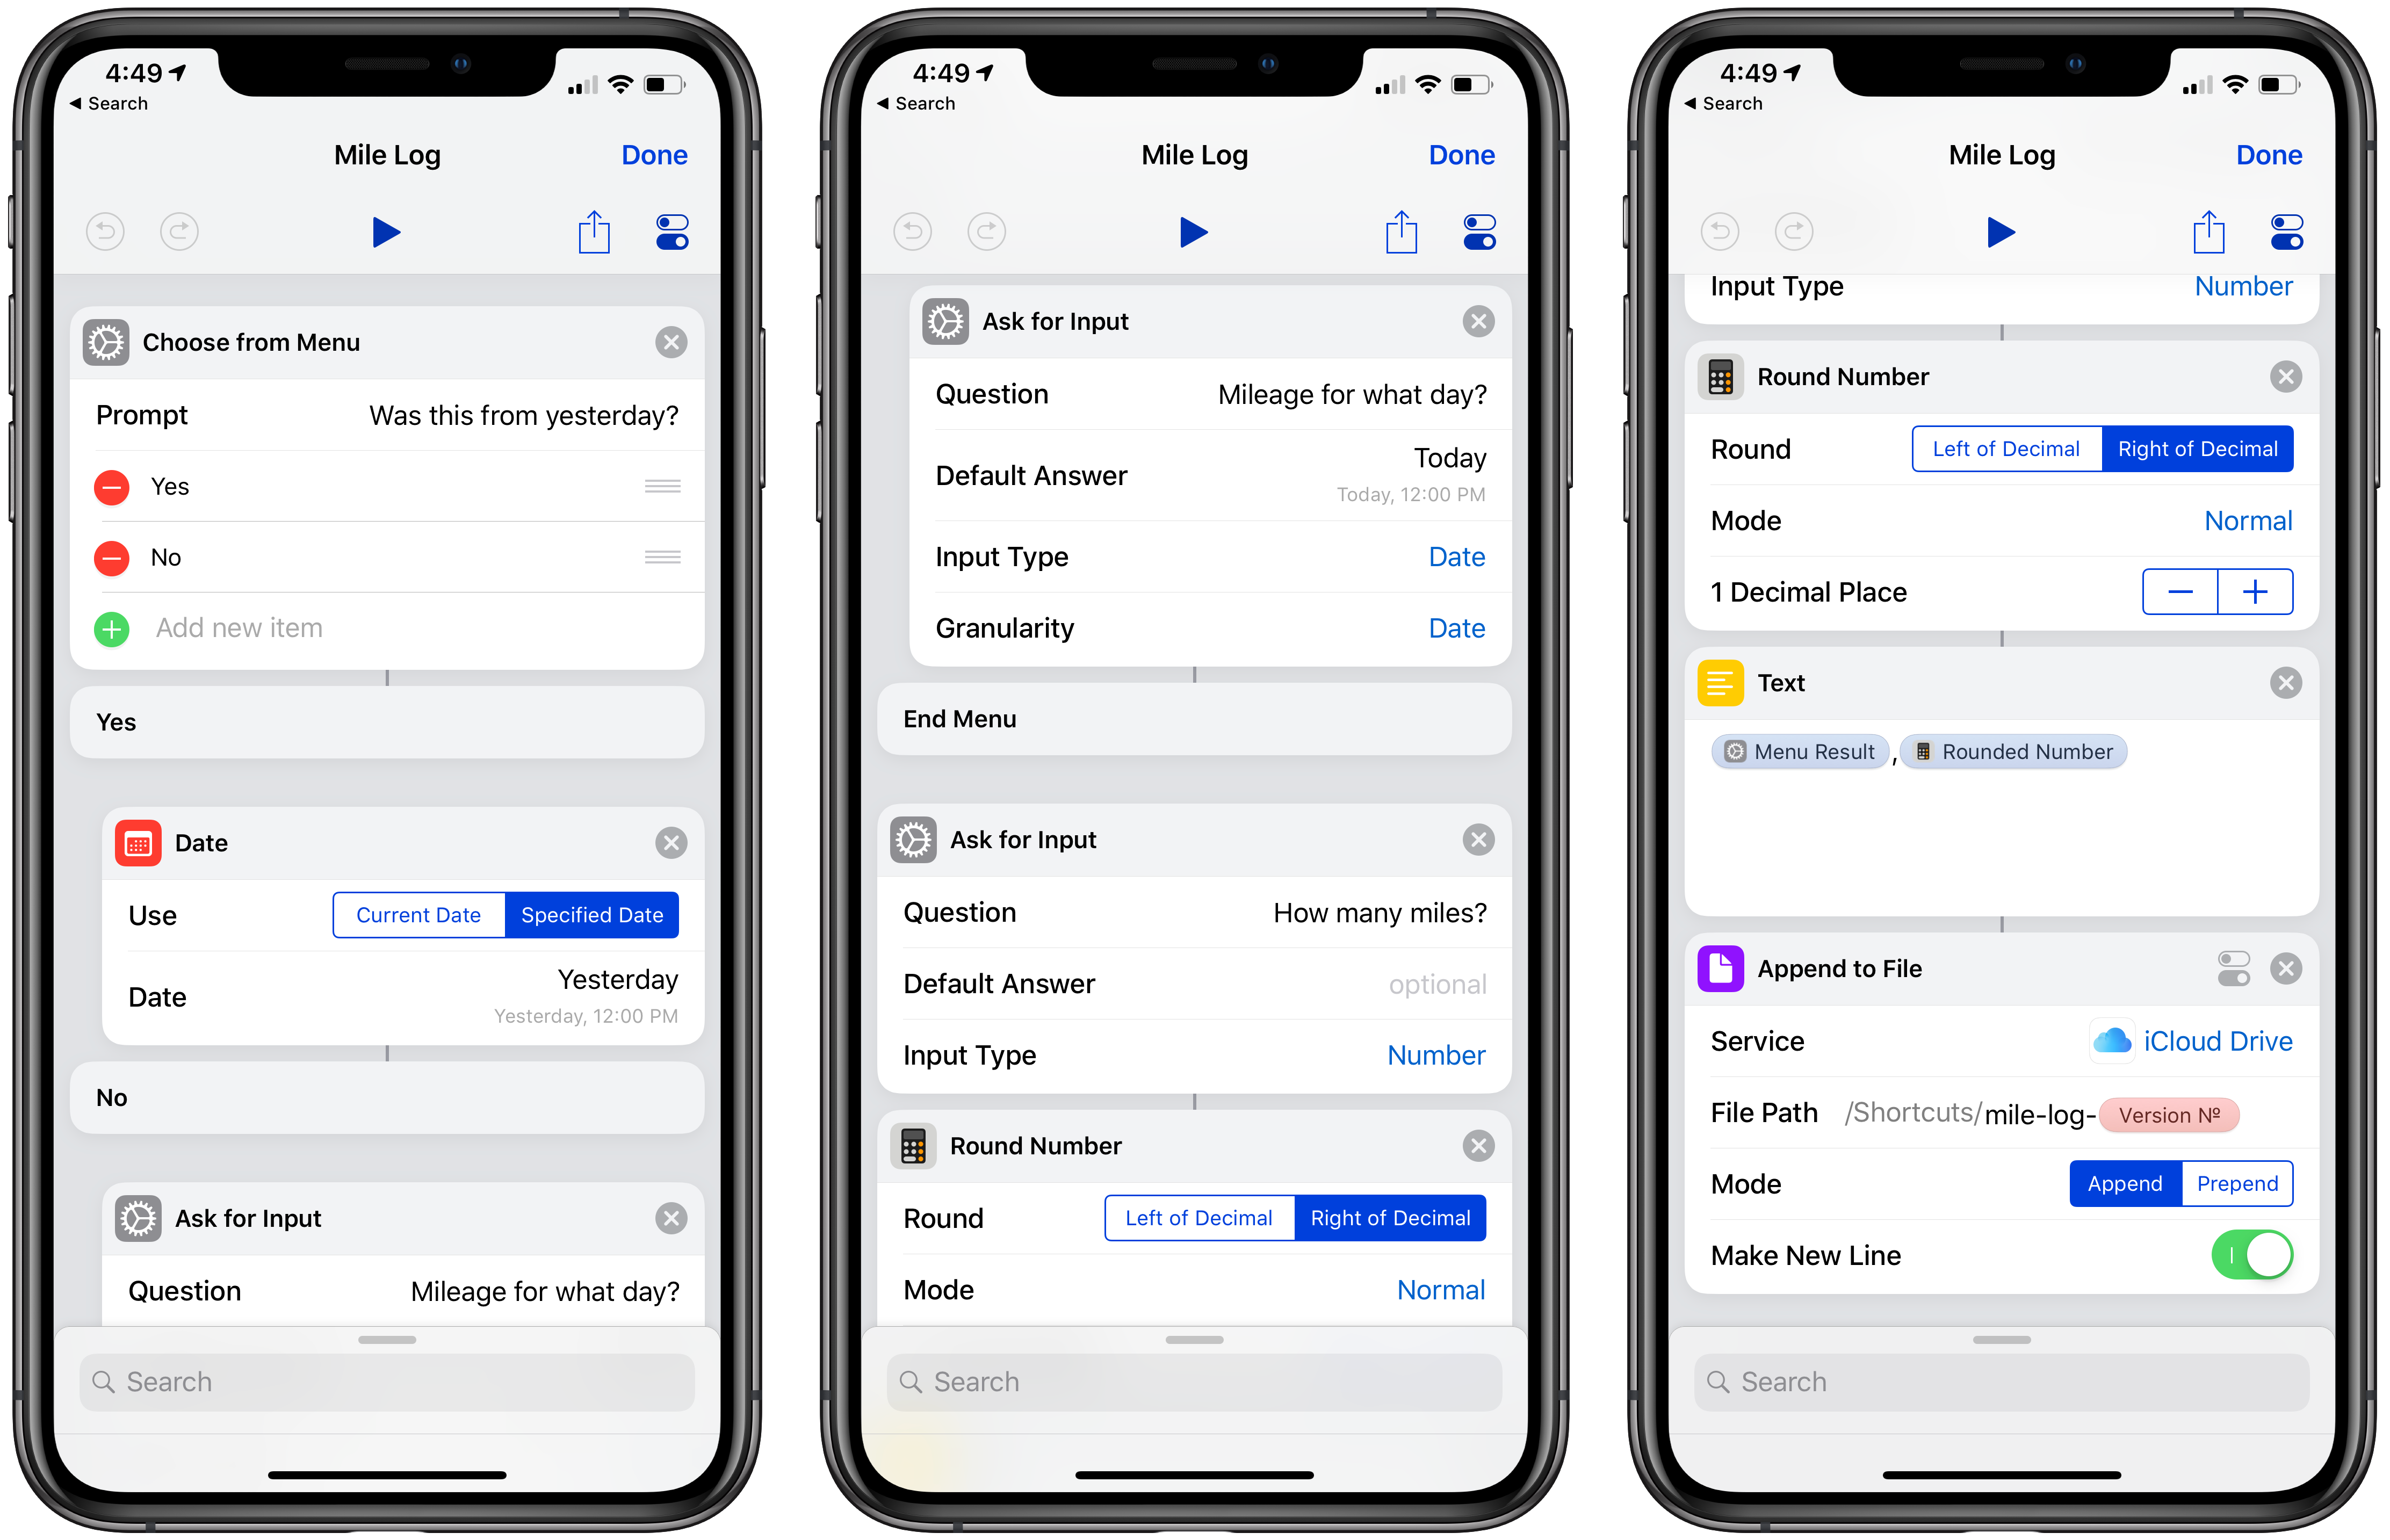 4:49
◀ Search
Mile Log
Done
Choose from Menu
Prompt
Was this from yesterday?
Yes
No
Add new item
Yes
Date
Use
Current Date
Specified Date
Date
Yesterday
Yesterday, 12:00 PM
No
Ask for Input
Question
Mileage for what day?
Search
4:49
◀ Search
Mile Log
Done
Ask for Input
Question
Mileage for what day?
Default Answer
Today
Today, 12:00 PM
Input Type
Date
Granularity
Date
End Menu
Ask for Input
Question
How many miles?
Default Answer
optional
Input Type
Number
Round Number
Round
Left of Decimal
Right of Decimal
Mode
Normal
Search
4:49
◀ Search
Mile Log
Done
Input Type
Number
Round Number
Round
Left of Decimal
Right of Decimal
Mode
Normal
1 Decimal Place
Text
Menu Result , Rounded Number
Append to File
Service
iCloud Drive
File Path
/Shortcuts/ mile-log- Version Nº
Mode
Append
Prepend
Make New Line
Search